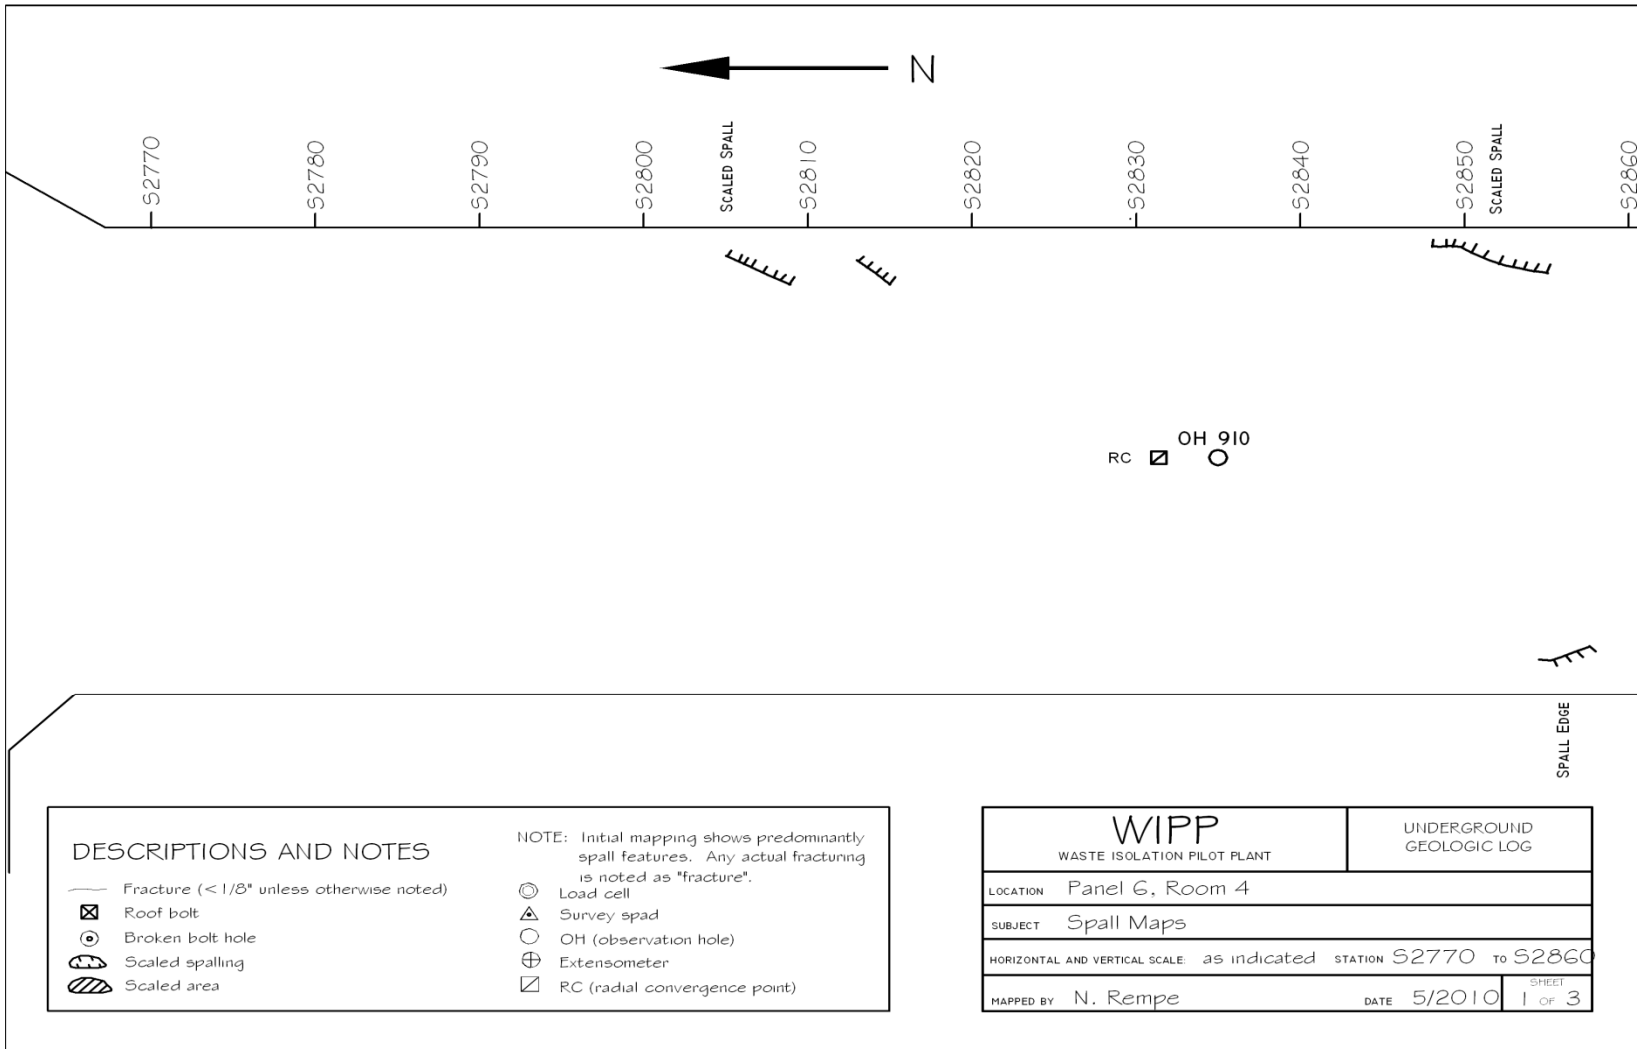 N
S2770
S2780
S2790
S2800
SCALED SPALL
S2810
S2820
S2830
S2840
S2850
SCALED SPALL
S2860
OH 910
RC
SPALL EDGE
DESCRIPTIONS AND NOTES
Fracture (< 1/8" unless otherwise noted)
Roof bolt
Broken bolt hole
Scaled spalling
Scaled area
NOTE: Initial mapping shows predominantly
spall features. Any actual fracturing
is noted as "fracture".
Load cell
Survey spad
OH (observation hole)
Extensometer
RC (radial convergence point)
WIPP
WASTE ISOLATION PILOT PLANT
UNDERGROUND
GEOLOGIC LOG
LOCATION Panel 6, Room 4
SUBJECT Spall Maps
HORIZONTAL AND VERTICAL SCALE: as indicated STATION S2770 TO S2860
MAPPED BY N. Rempe DATE 5/2010
SHEET
1 OF 3